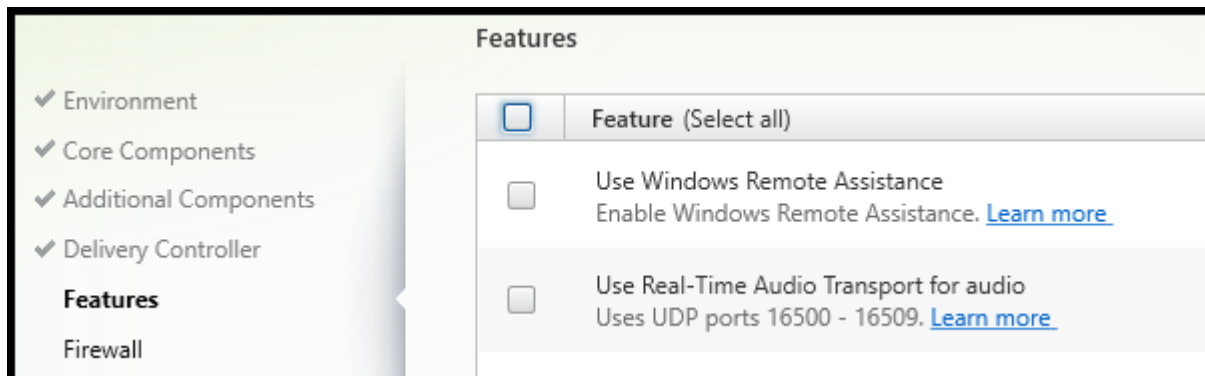 Features
Environment
Core Components
Additional Components
Delivery Controller
Features
Firewall
Feature (Select all)
Use Windows Remote Assistance
Enable Windows Remote Assistance. Learn more
Use Real-Time Audio Transport for audio
Uses UDP ports 16500 - 16509. Learn more